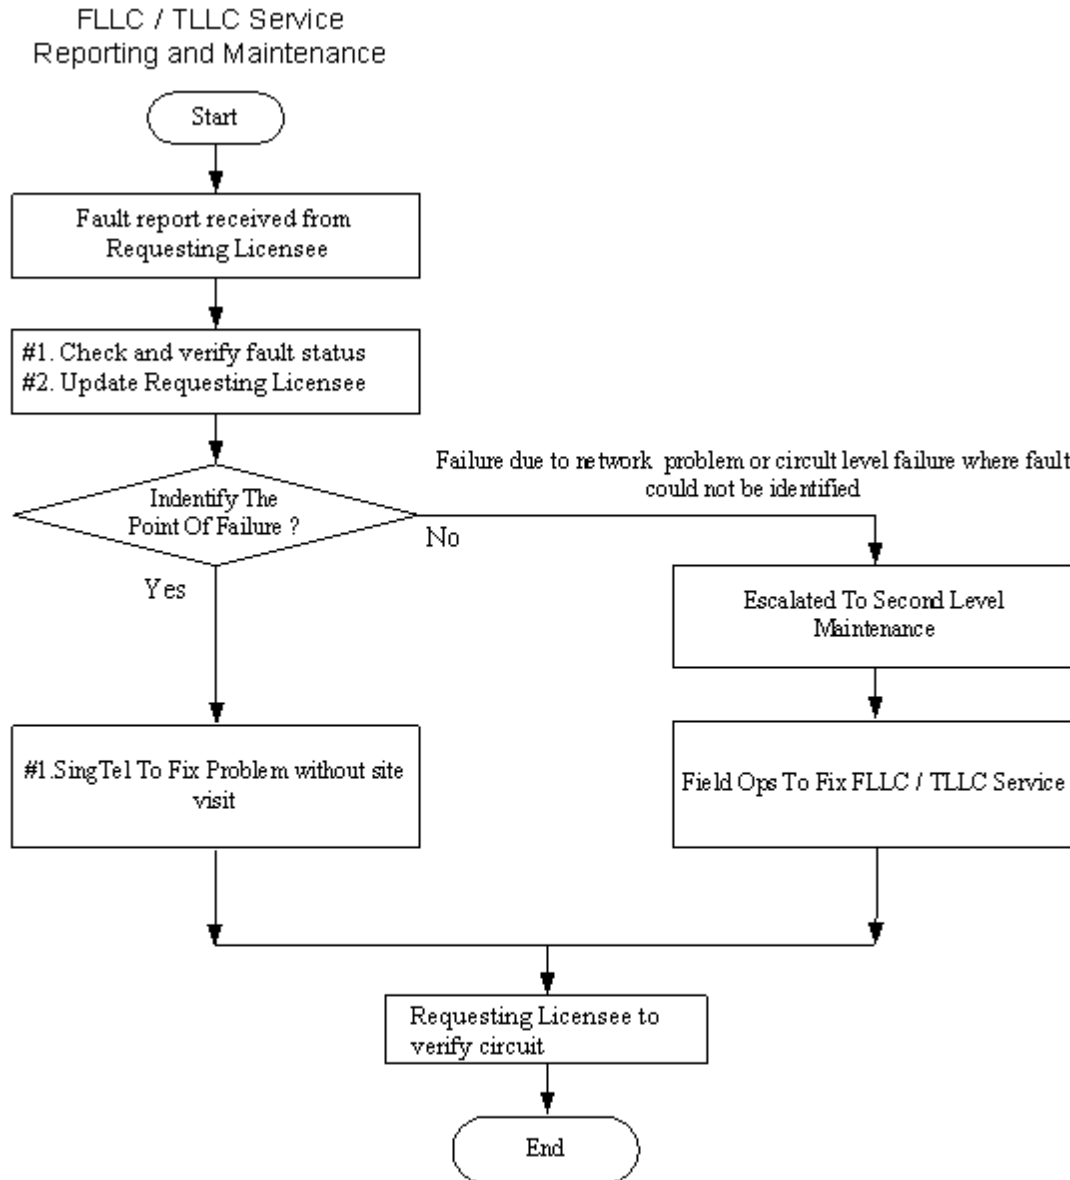 FLLC / TLLC Service
Reporting and Maintenance
Start
Fault report received from
Requesting Licensee
#1. Check and verify fault status
#2. Update Requesting Licensee
Failure due to network problem or circult level failure where fault
could not be identified
Indentify The
Point Of Failure ?
No
Yes
Escalated To Second Level
Maintenance
#1.SingTel To Fix Problem without site
visit
Field Ops To Fix FLLC / TLLC Service
Requesting Licensee to
verify circuit
End